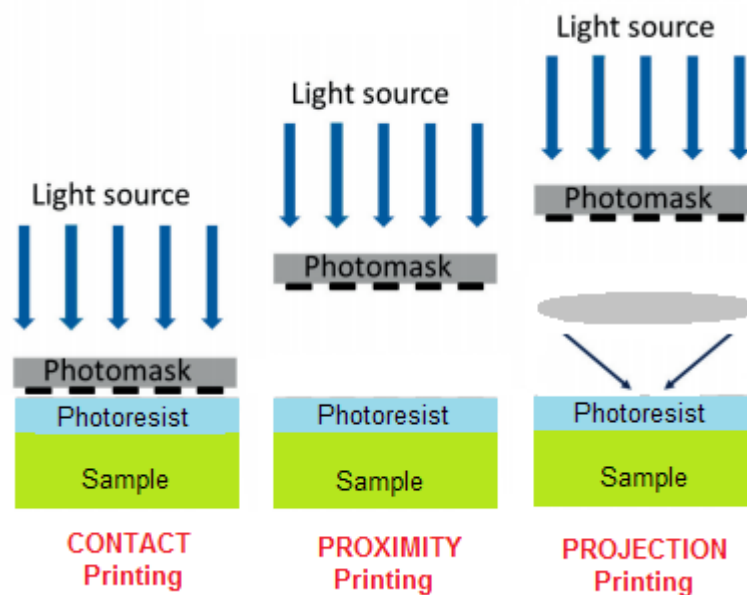 Light source
Photomask
Photoresist
Sample
CONTACT
Printing
Light source
Photomask
Photoresist
Sample
PROXIMITY
Printing
Light source
Photomask
Photoresist
Sample
PROJECTION
Printing